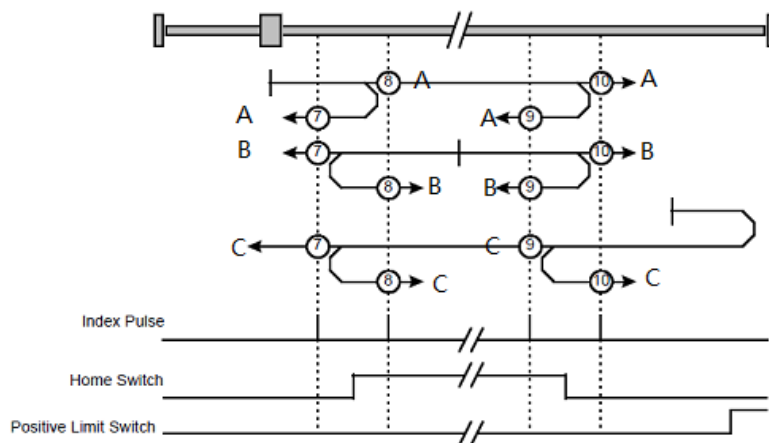 8 A 10 A
A 7 A 9
B 7 10 B
8 B B 9
C 7 C 9
8 C 10 C
Index Pulse
Home Switch
Positive Limit Switch